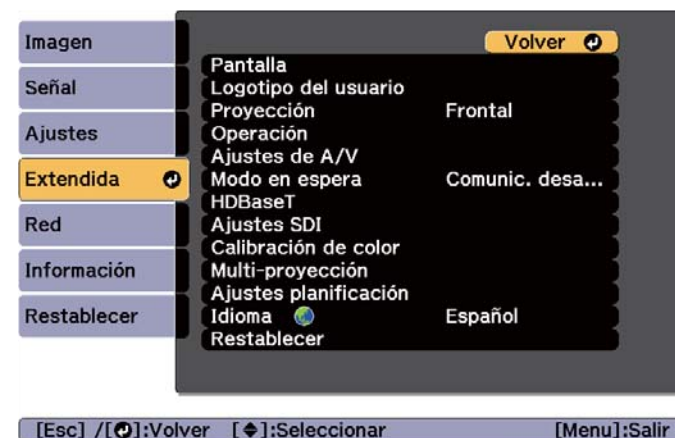 Imagen
Señal
Ajustes
Extendida
Red
Información
Restablecer
Volver
Pantalla
Logotipo del usuario
Proyección Frontal
Operación
Ajustes de A/V
Modo en espera Comunic. desa...
HDBaseT
Ajustes SDI
Calibración de color
Multi-proyección
Ajustes planificación
Idioma Español
Restablecer
[Esc] /[↵]:Volver [◆]:Seleccionar [Menu]:Salir